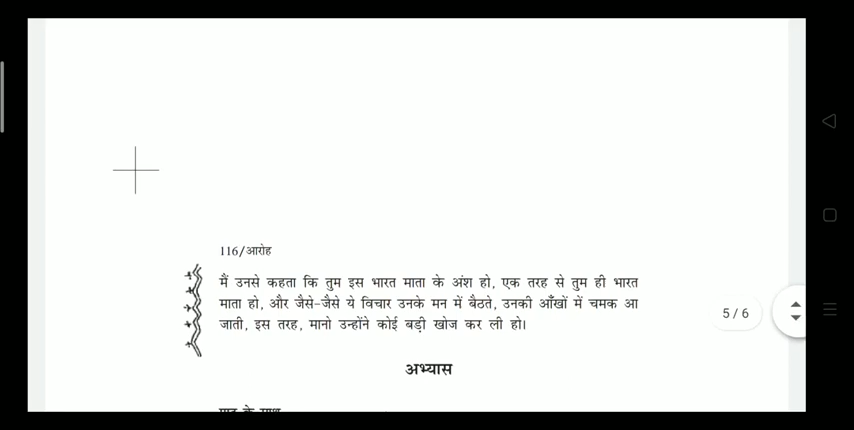 116/आरोह
मैं उनसे कहता कि तुम इस भारत माता के अंश हो, एक तरह से तुम ही भारत
माता हो, और जैसे-जैसे ये विचार उनके मन में बैठते, उनकी आँखों में चमक आ
जाती, इस तरह, मानो उन्होंने कोई बड़ी खोज कर ली हो।
5 / 6
अभ्यास